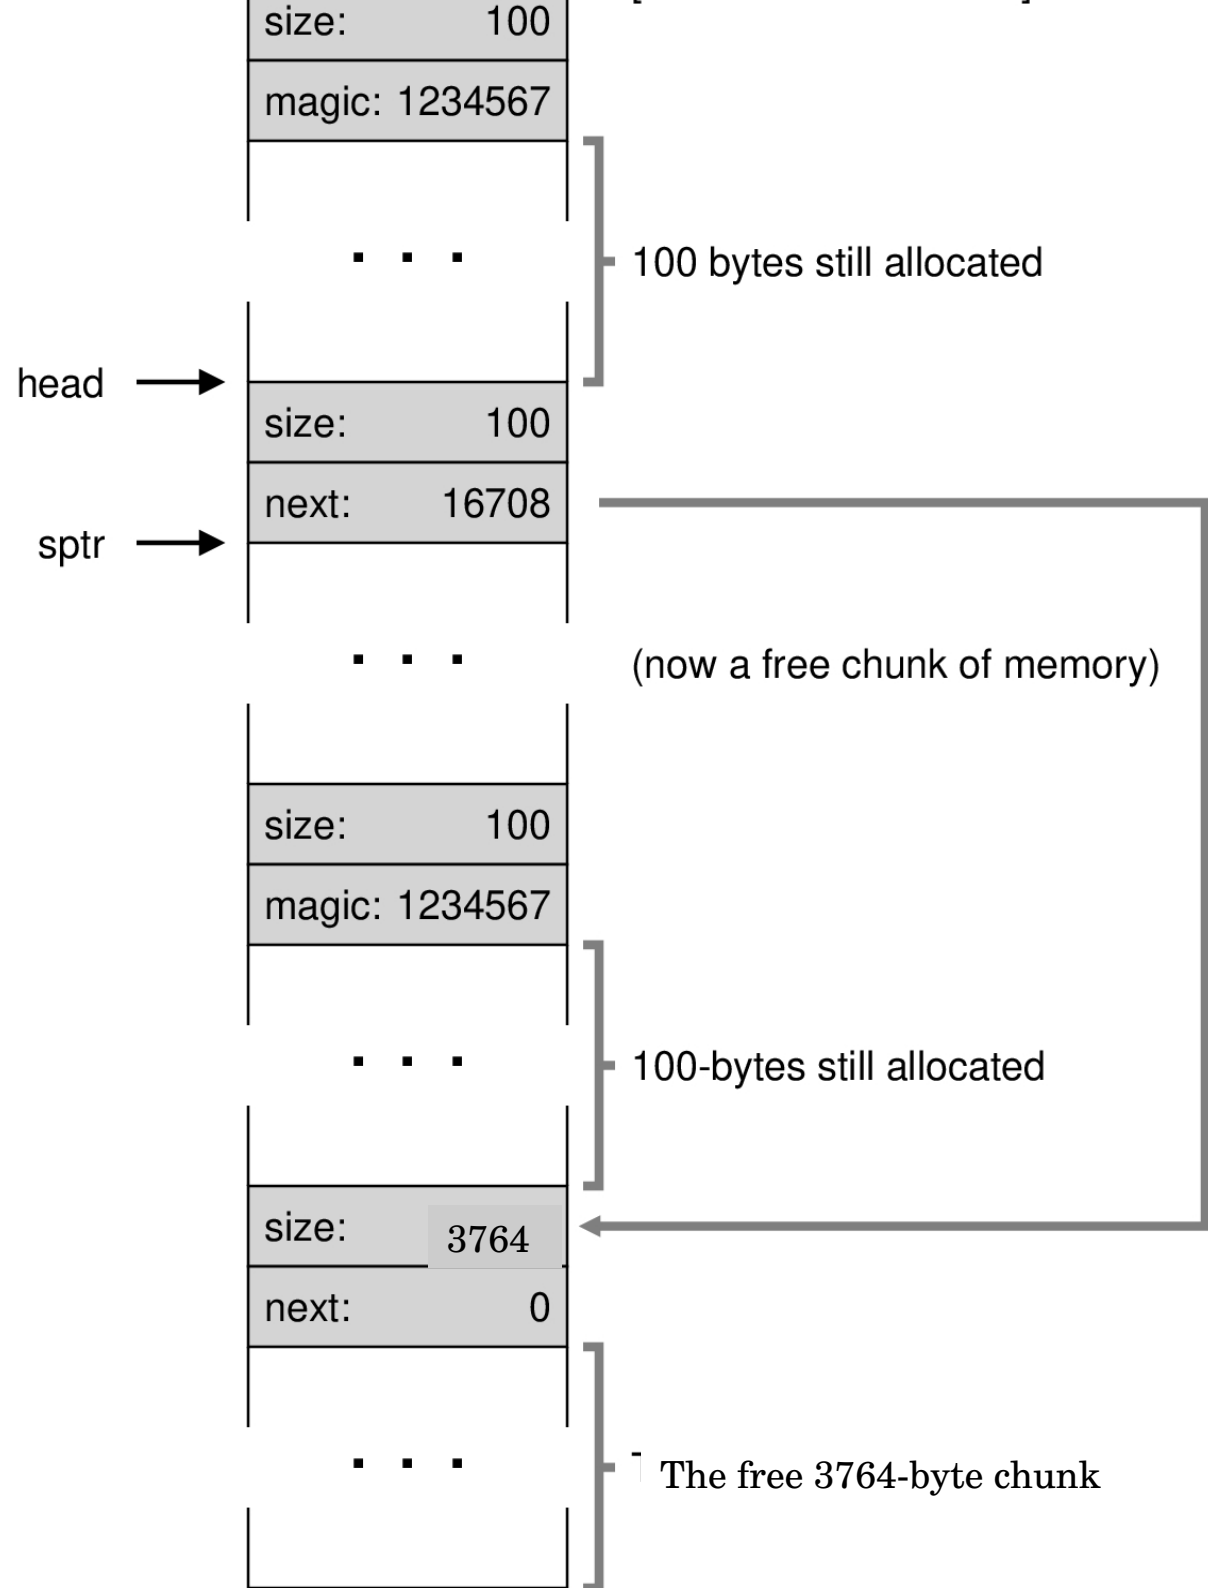 size: 100
magic: 1234567
100 bytes still allocated
head
size: 100
next: 16708
sptr
(now a free chunk of memory)
size: 100
magic: 1234567
100-bytes still allocated
size: 3764
next: 0
The free 3764-byte chunk